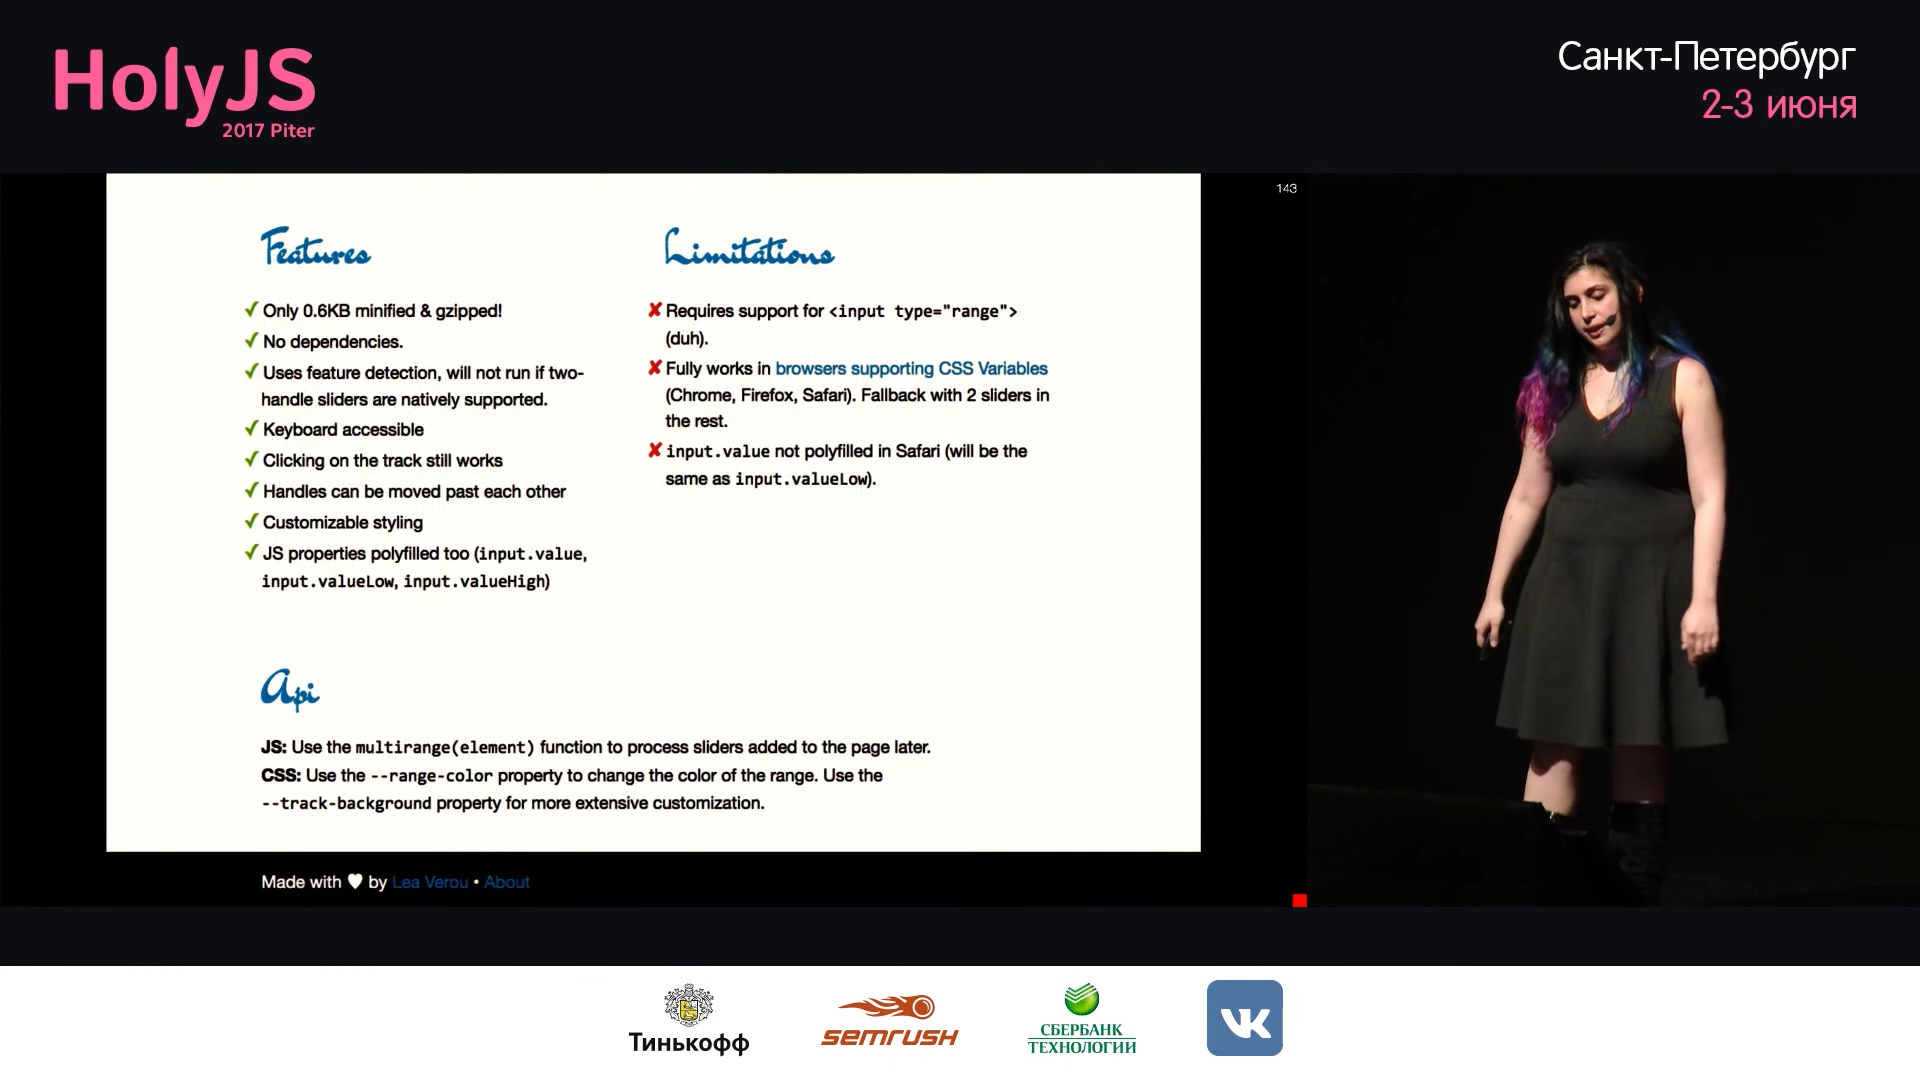 HolyJS
2017 Piter
Санкт-Петербург
2-3 июня
143
Features
✓ Only 0.6KB minified & gzipped!
✓ No dependencies.
✓ Uses feature detection, will not run if two-
handle sliders are natively supported.
✓ Keyboard accessible
✓ Clicking on the track still works
✓ Handles can be moved past each other
✓ Customizable styling
✓ JS properties polyfilled too (input.value,
input.valueLow, input.valueHigh)
Limitations
✘ Requires support for <input type="range">
(duh).
✘ Fully works in browsers supporting CSS Variables
(Chrome, Firefox, Safari). Fallback with 2 sliders in
the rest.
✘ input.value not polyfilled in Safari (will be the
same as input.valueLow).
Api
JS: Use the multirange(element) function to process sliders added to the page later.
CSS: Use the --range-color property to change the color of the range. Use the
--track-background property for more extensive customization.
Made with ♥ by Lea Verou • About
Тинькофф
SEMRUSH
СБЕРБАНК
ТЕХНОЛОГИИ
VK